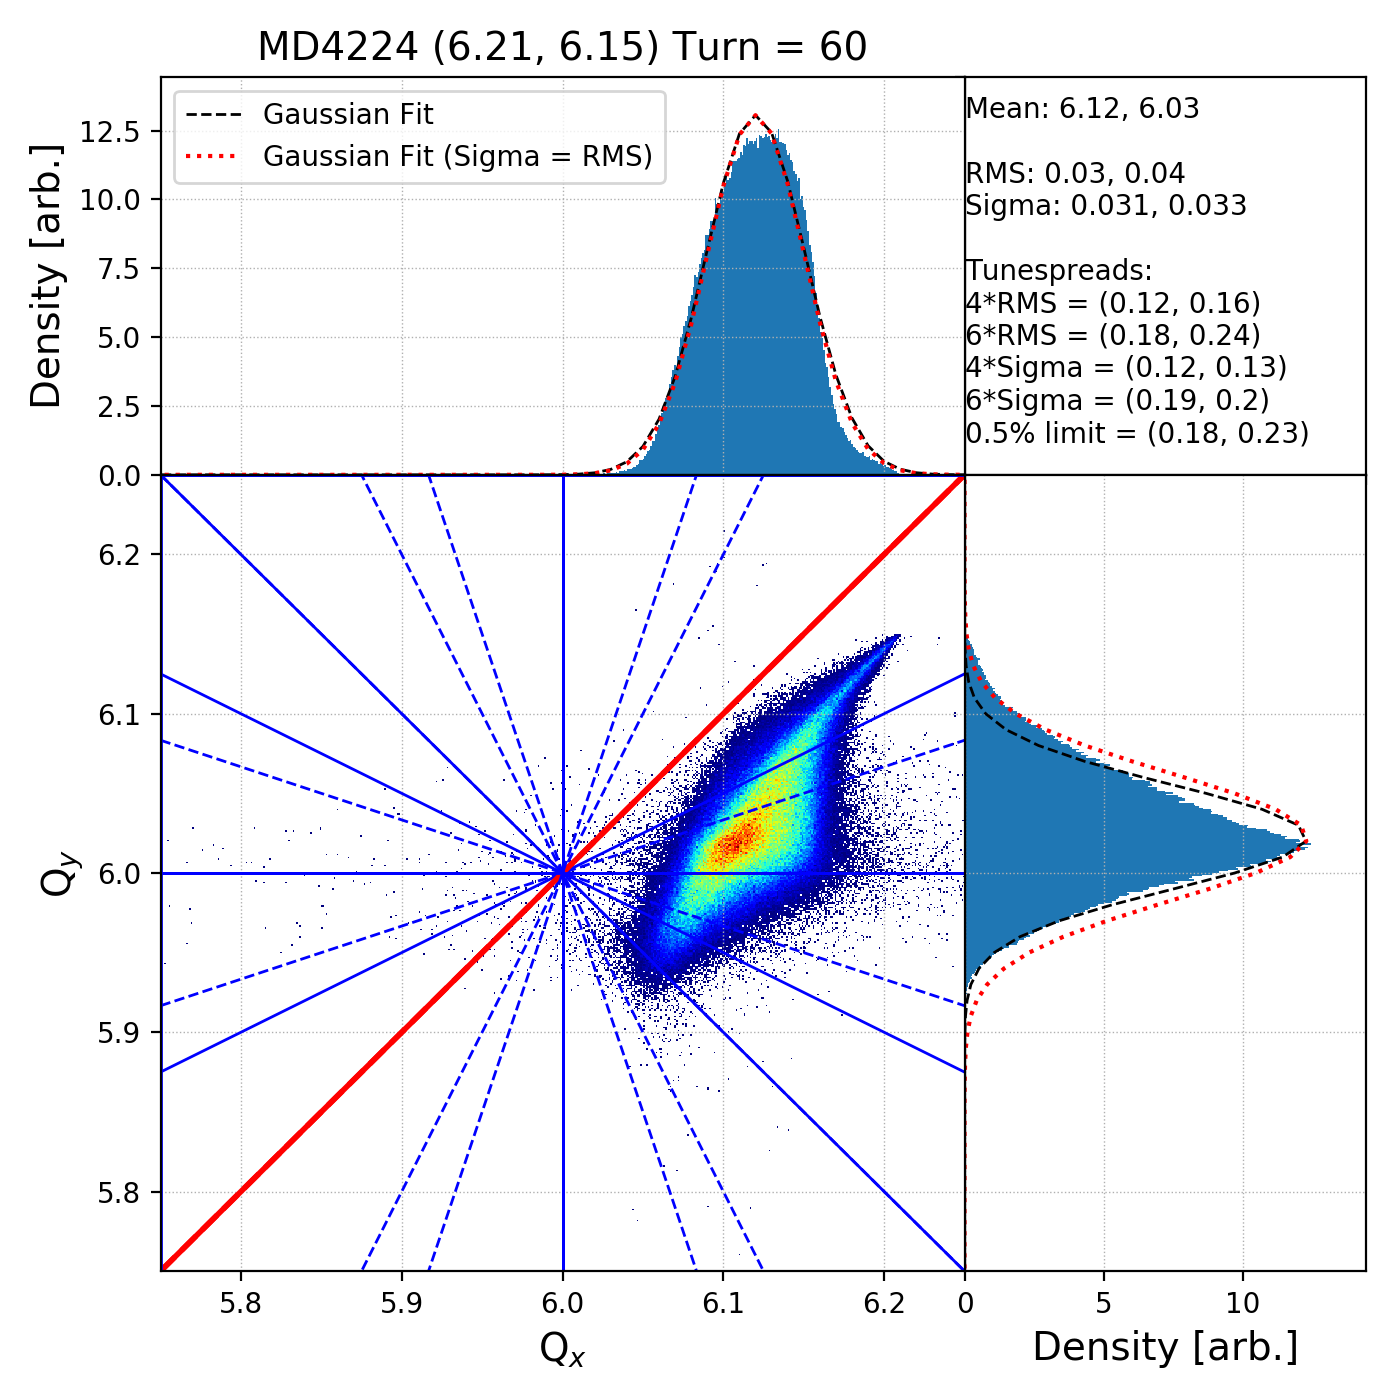 MD4224 (6.21, 6.15) Turn = 60
Gaussian Fit
Gaussian Fit (Sigma = RMS)
Density [arb.]
12.5
10.0
7.5
5.0
2.5
0.0
Mean: 6.12, 6.03
RMS: 0.03, 0.04
Sigma: 0.031, 0.033
Tunespreads:
4*RMS = (0.12, 0.16)
6*RMS = (0.18, 0.24)
4*Sigma = (0.12, 0.13)
6*Sigma = (0.19, 0.2)
0.5% limit = (0.18, 0.23)
Qy
6.2
6.1
6.0
5.9
5.8
5.8 5.9 6.0 6.1 6.2
Qx
0 5 10
Density [arb.]